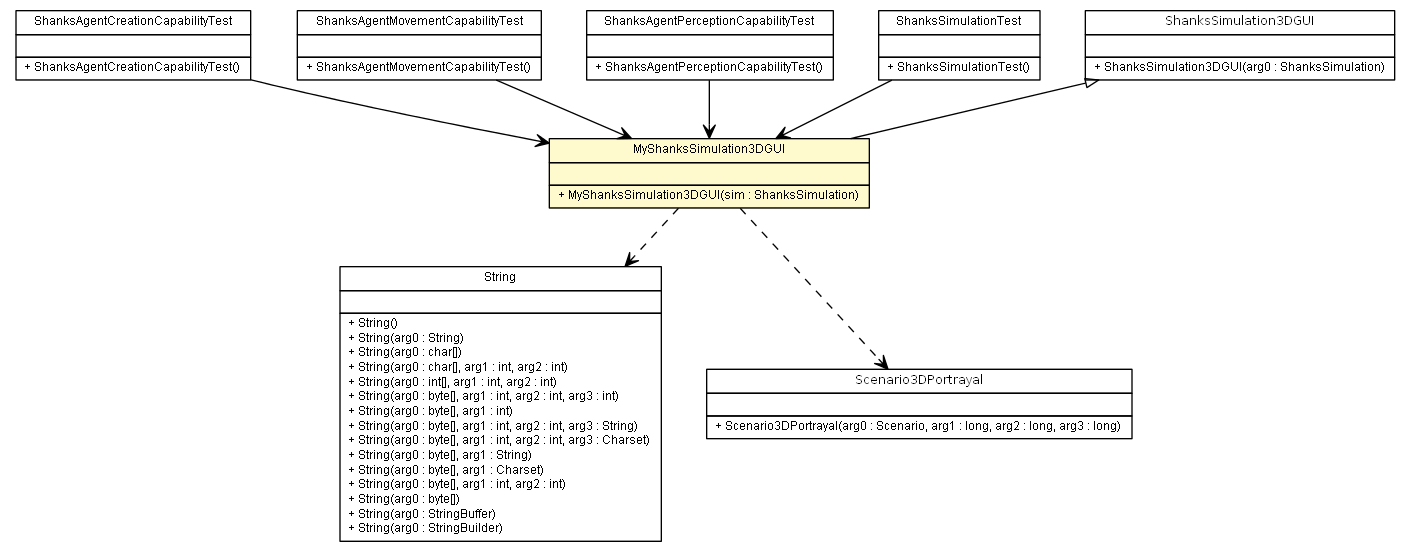 ShanksAgentCreationCapabilityTest
+ ShanksAgentCreationCapabilityTest()
ShanksAgentMovementCapabilityTest
+ ShanksAgentMovementCapabilityTest()
ShanksAgentPerceptionCapabilityTest
+ ShanksAgentPerceptionCapabilityTest()
ShanksSimulationTest
+ ShanksSimulationTest()
ShanksSimulation3DGUI
+ ShanksSimulation3DGUI(arg0 : ShanksSimulation)
MyShanksSimulation3DGUI
+ MyShanksSimulation3DGUI(sim : ShanksSimulation)
String
+ String()
+ String(arg0 : String)
+ String(arg0 : char[])
+ String(arg0 : char[], arg1 : int, arg2 : int)
+ String(arg0 : int[], arg1 : int, arg2 : int)
+ String(arg0 : byte[], arg1 : int, arg2 : int, arg3 : int)
+ String(arg0 : byte[], arg1 : int)
+ String(arg0 : byte[], arg1 : int, arg2 : int, arg3 : String)
+ String(arg0 : byte[], arg1 : int, arg2 : int, arg3 : Charset)
+ String(arg0 : byte[], arg1 : String)
+ String(arg0 : byte[], arg1 : Charset)
+ String(arg0 : byte[], arg1 : int, arg2 : int)
+ String(arg0 : byte[])
+ String(arg0 : StringBuffer)
+ String(arg0 : StringBuilder)
Scenario3DPortrayal
+ Scenario3DPortrayal(arg0 : Scenario, arg1 : long, arg2 : long, arg3 : long)